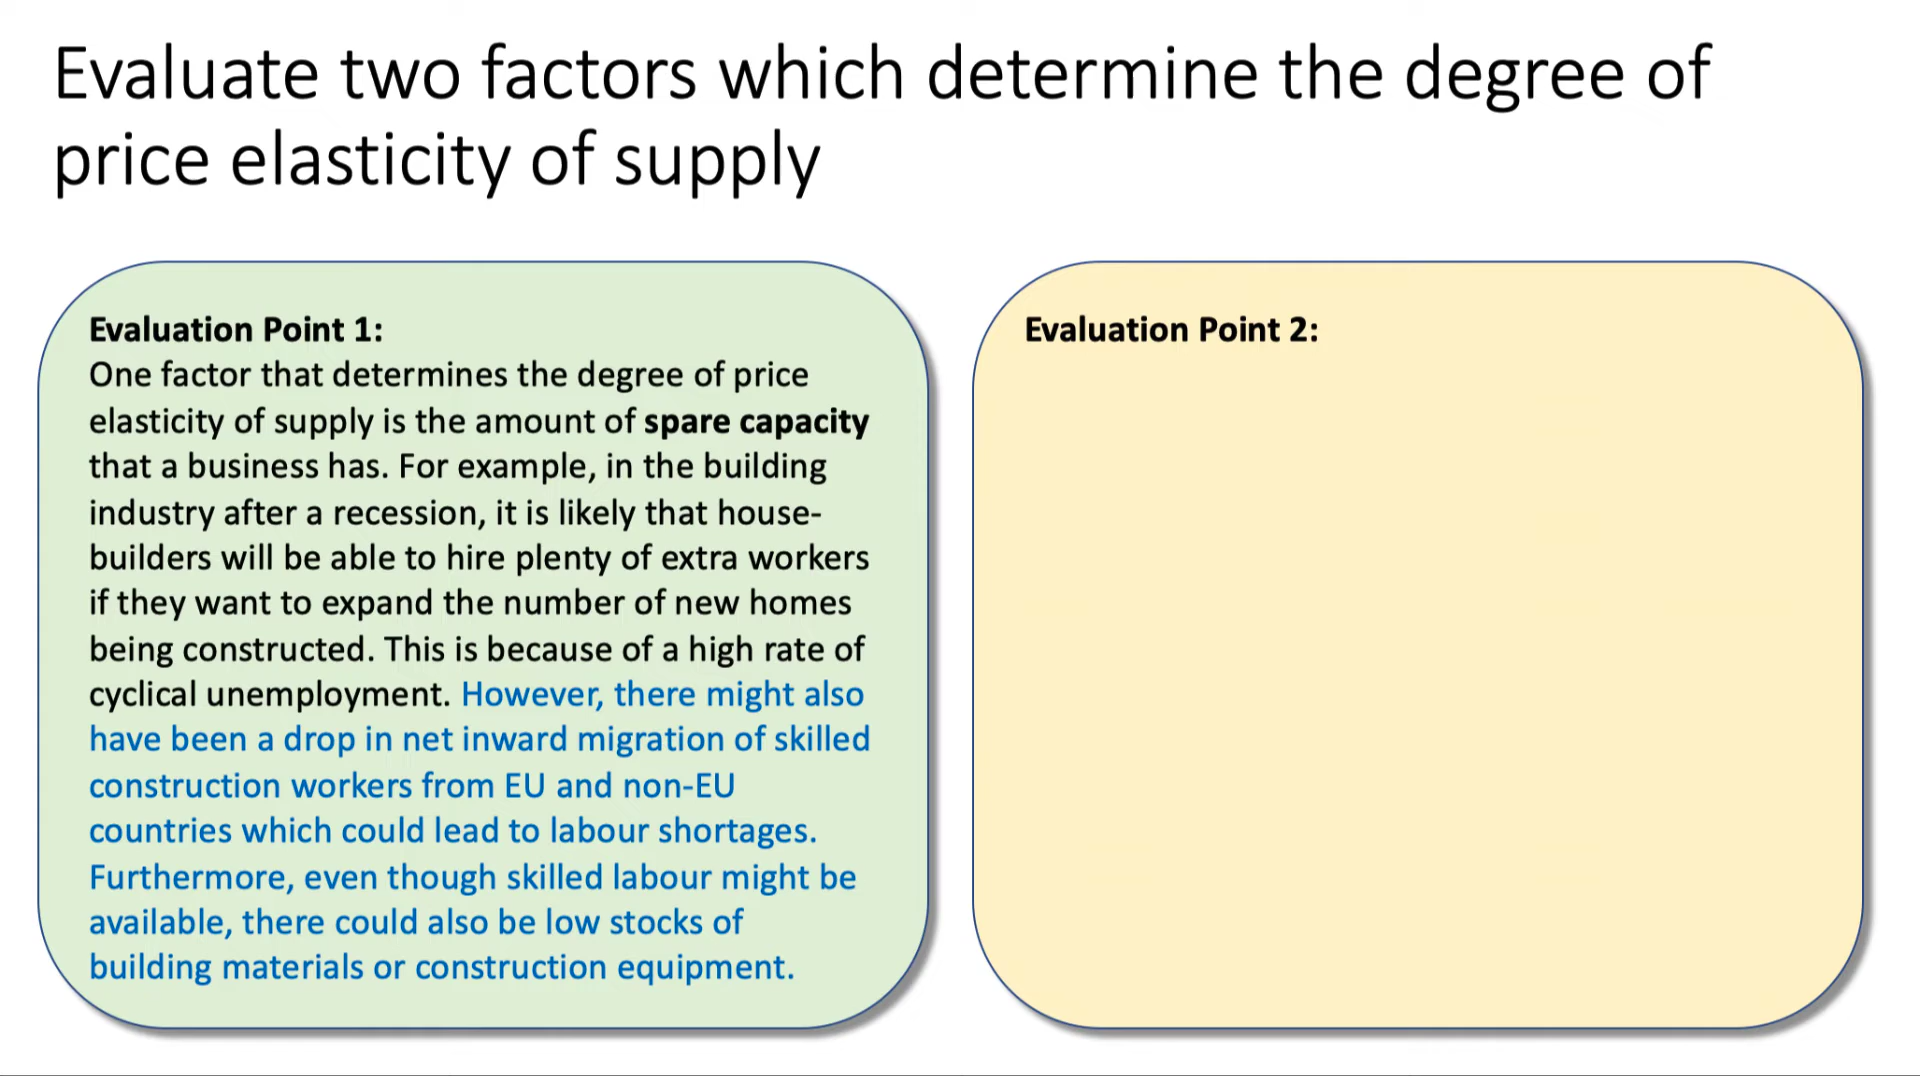 Evaluate two factors which determine the degree of
price elasticity of supply
Evaluation Point 1:
One factor that determines the degree of price
elasticity of supply is the amount of spare capacity
that a business has. For example, in the building
industry after a recession, it is likely that house-
builders will be able to hire plenty of extra workers
if they want to expand the number of new homes
being constructed. This is because of a high rate of
cyclical unemployment. However, there might also
have been a drop in net inward migration of skilled
construction workers from EU and non-EU
countries which could lead to labour shortages.
Furthermore, even though skilled labour might be
available, there could also be low stocks of
building materials or construction equipment.
Evaluation Point 2: